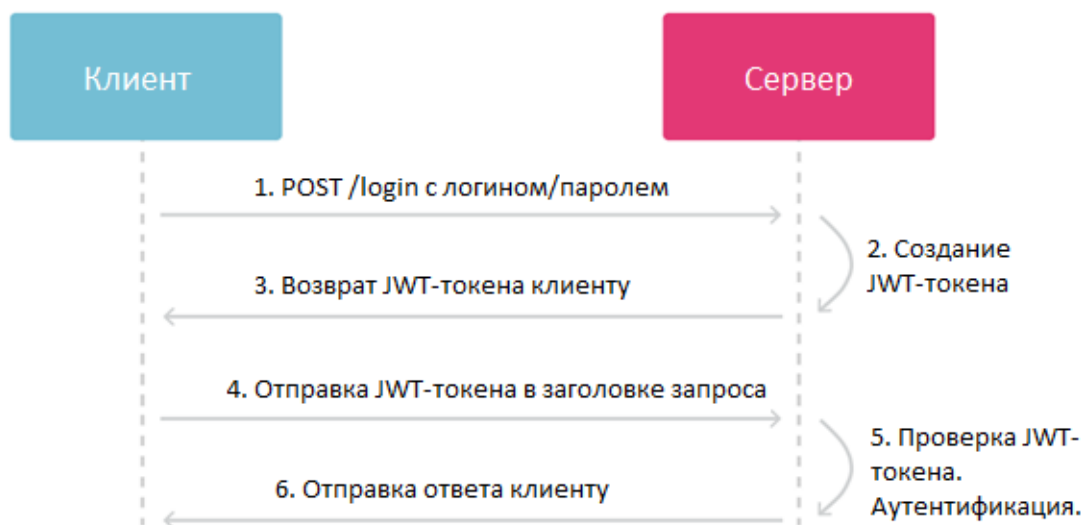 Клиент
Сервер
1. POST /login с логином/паролем
2. Создание
JWT-токена
3. Возврат JWT-токена клиенту
4. Отправка JWT-токена в заголовке запроса
5. Проверка JWT-
токена.
Аутентификация.
6. Отправка ответа клиенту